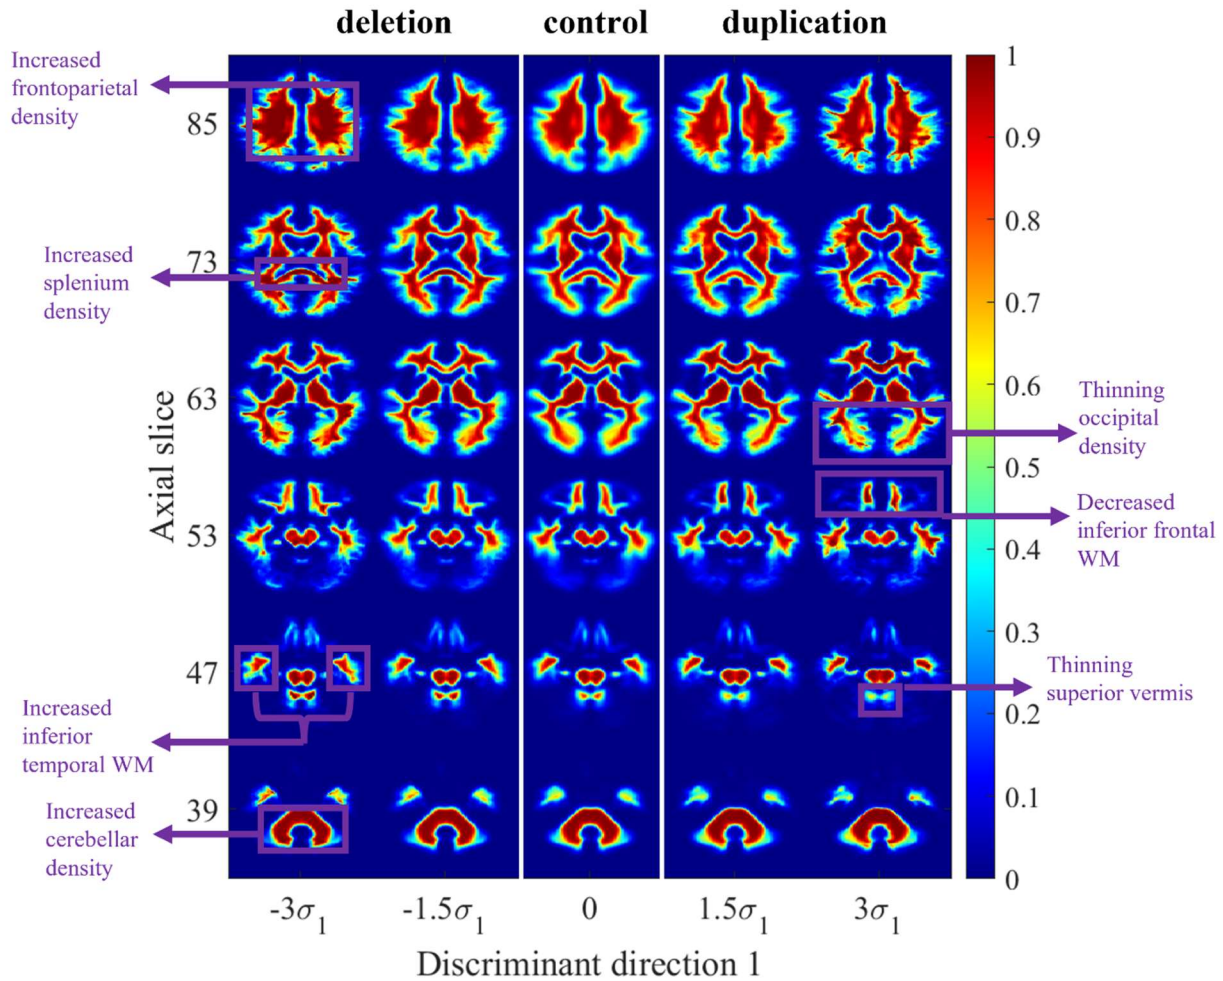 deletion
control
duplication
Increased
frontoparietal
density
Increased
splenium
density
Increased
inferior
temporal WM
Increased
cerebellar
density
Axial slice
85
73
63
53
47
39
1
0.9
0.8
0.7
0.6
0.5
0.4
0.3
0.2
0.1
0
Thinning
occipital
density
Decreased
inferior frontal
WM
Thinning
superior vermis
-3σ1
-1.5σ1
0
1.5σ1
3σ1
Discriminant direction 1